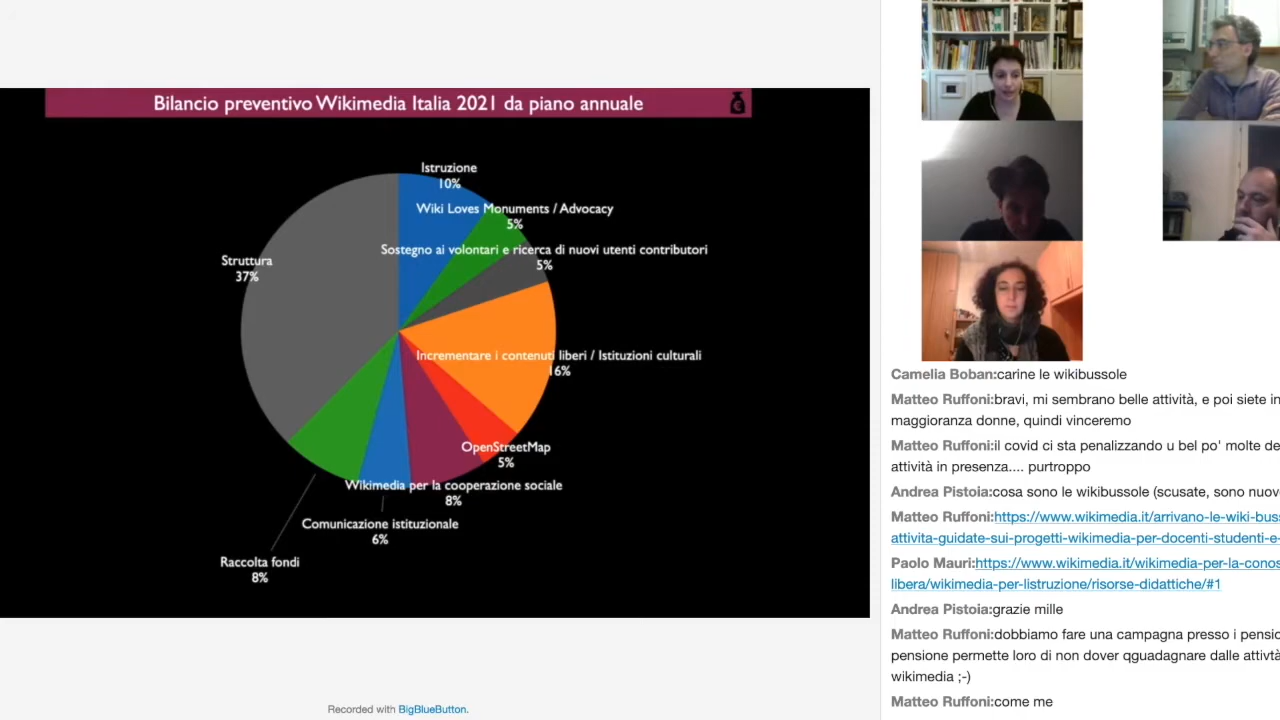 Bilancio preventivo Wikimedia Italia 2021 da piano annuale
Istruzione
10%
Wiki Loves Monuments / Advocacy
5%
Sostegno ai volontari e ricerca di nuovi utenti contributori
5%
Struttura
37%
Incrementare i contenuti liberi / Istituzioni culturali
16%
OpenStreetMap
5%
Wikimedia per la cooperazione sociale
8%
Comunicazione istituzionale
6%
Raccolta fondi
8%
Recorded with BigBlueButton.
Camelia Boban:carine le wikibussole
Matteo Ruffoni:bravi, mi sembrano belle attività, e poi siete in
maggioranza donne, quindi vinceremo
Matteo Ruffoni:il covid ci sta penalizzando u bel po' molte de
attività in presenza.... purtroppo
Andrea Pistoia:cosa sono le wikibussole (scusate, sono nuov
Matteo Ruffoni:https://www.wikimedia.it/arrivano-le-wiki-bus
attivita-guidate-sui-progetti-wikimedia-per-docenti-studenti-e-
Paolo Mauri:https://www.wikimedia.it/wikimedia-per-la-conos
libera/wikimedia-per-listruzione/risorse-didattiche/#1
Andrea Pistoia:grazie mille
Matteo Ruffoni:dobbiamo fare una campagna presso i pensio
pensione permette loro di non dover qguadagnare dalle attivtà
wikimedia ;-)
Matteo Ruffoni:come me